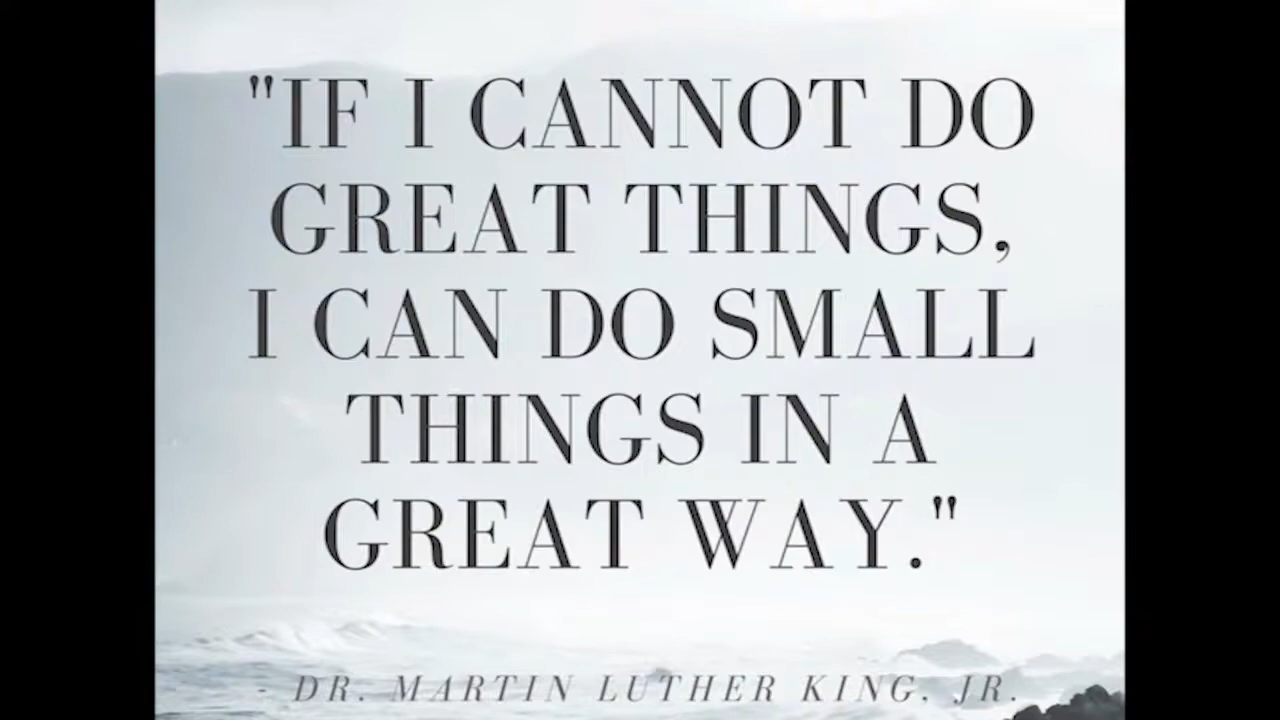 "IF I CANNOT DO
GREAT THINGS,
I CAN DO SMALL
THINGS IN A
GREAT WAY."
- DR. MARTIN LUTHER KING, JR.